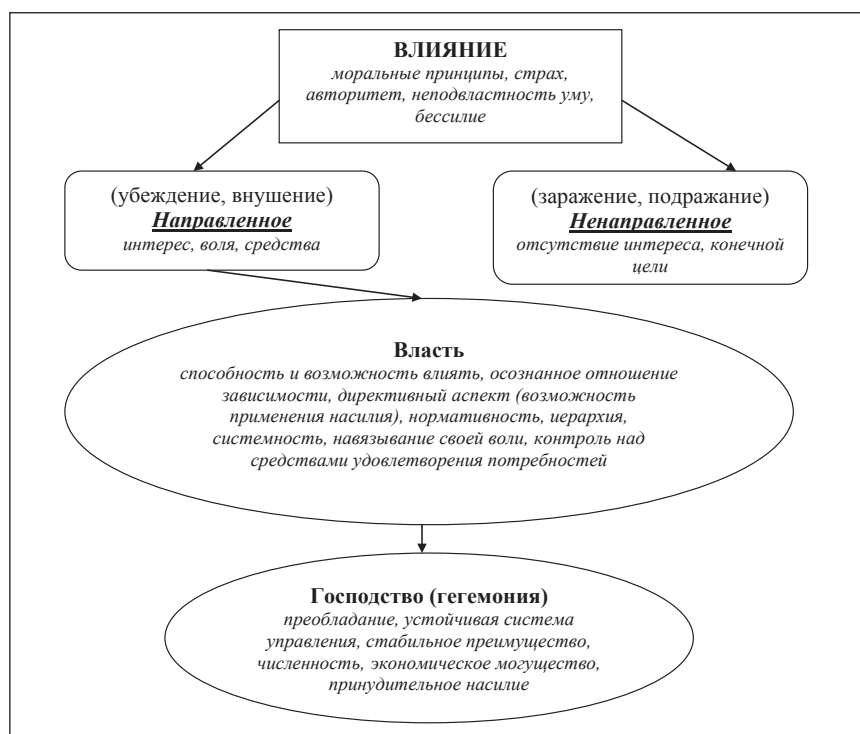 ВЛИЯНИЕ
моральные принципы, страх,
авторитет, неподвластность уму,
бессилие
(убеждение, внушение)
Направленное
интерес, воля, средства
(заражение, подражание)
Ненаправленное
отсутствие интереса, конечной
цели
Власть
способность и возможность влиять, осознанное отношение
зависимости, директивный аспект (возможность
применения насилия), нормативность, иерархия,
системность, навязывание своей воли, контроль над
средствами удовлетворения потребностей
Господство (гегемония)
преобладание, устойчивая система
управления, стабильное преимущество,
численность, экономическое могущество,
принудительное насилие